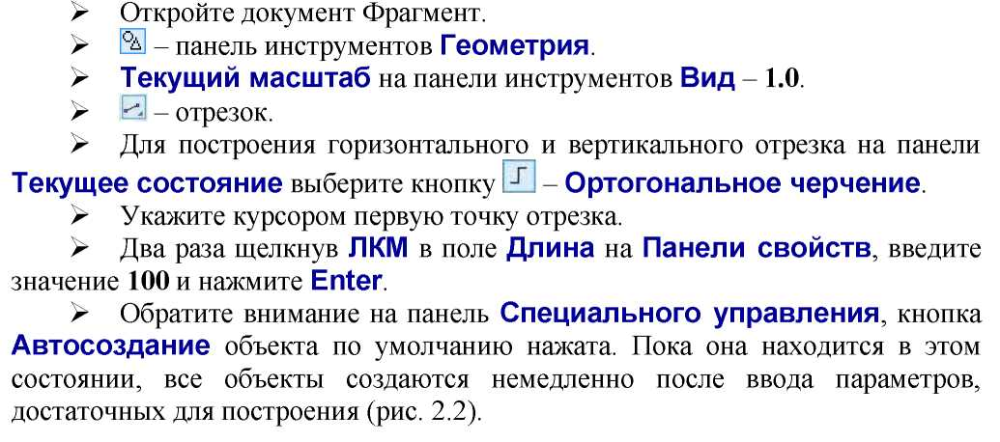 ➢ Откройте документ Фрагмент.
➢ – панель инструментов Геометрия.
➢ Текущий масштаб на панели инструментов Вид – 1.0.
➢ – отрезок.
➢ Для построения горизонтального и вертикального отрезка на панели
Текущее состояние выберите кнопку – Ортогональное черчение.
➢ Укажите курсором первую точку отрезка.
➢ Два раза щелкнув ЛКМ в поле Длина на Панели свойств, введите
значение 100 и нажмите Enter.
➢ Обратите внимание на панель Специального управления, кнопка
Автосоздание объекта по умолчанию нажата. Пока она находится в этом
состоянии, все объекты создаются немедленно после ввода параметров,
достаточных для построения (рис. 2.2).